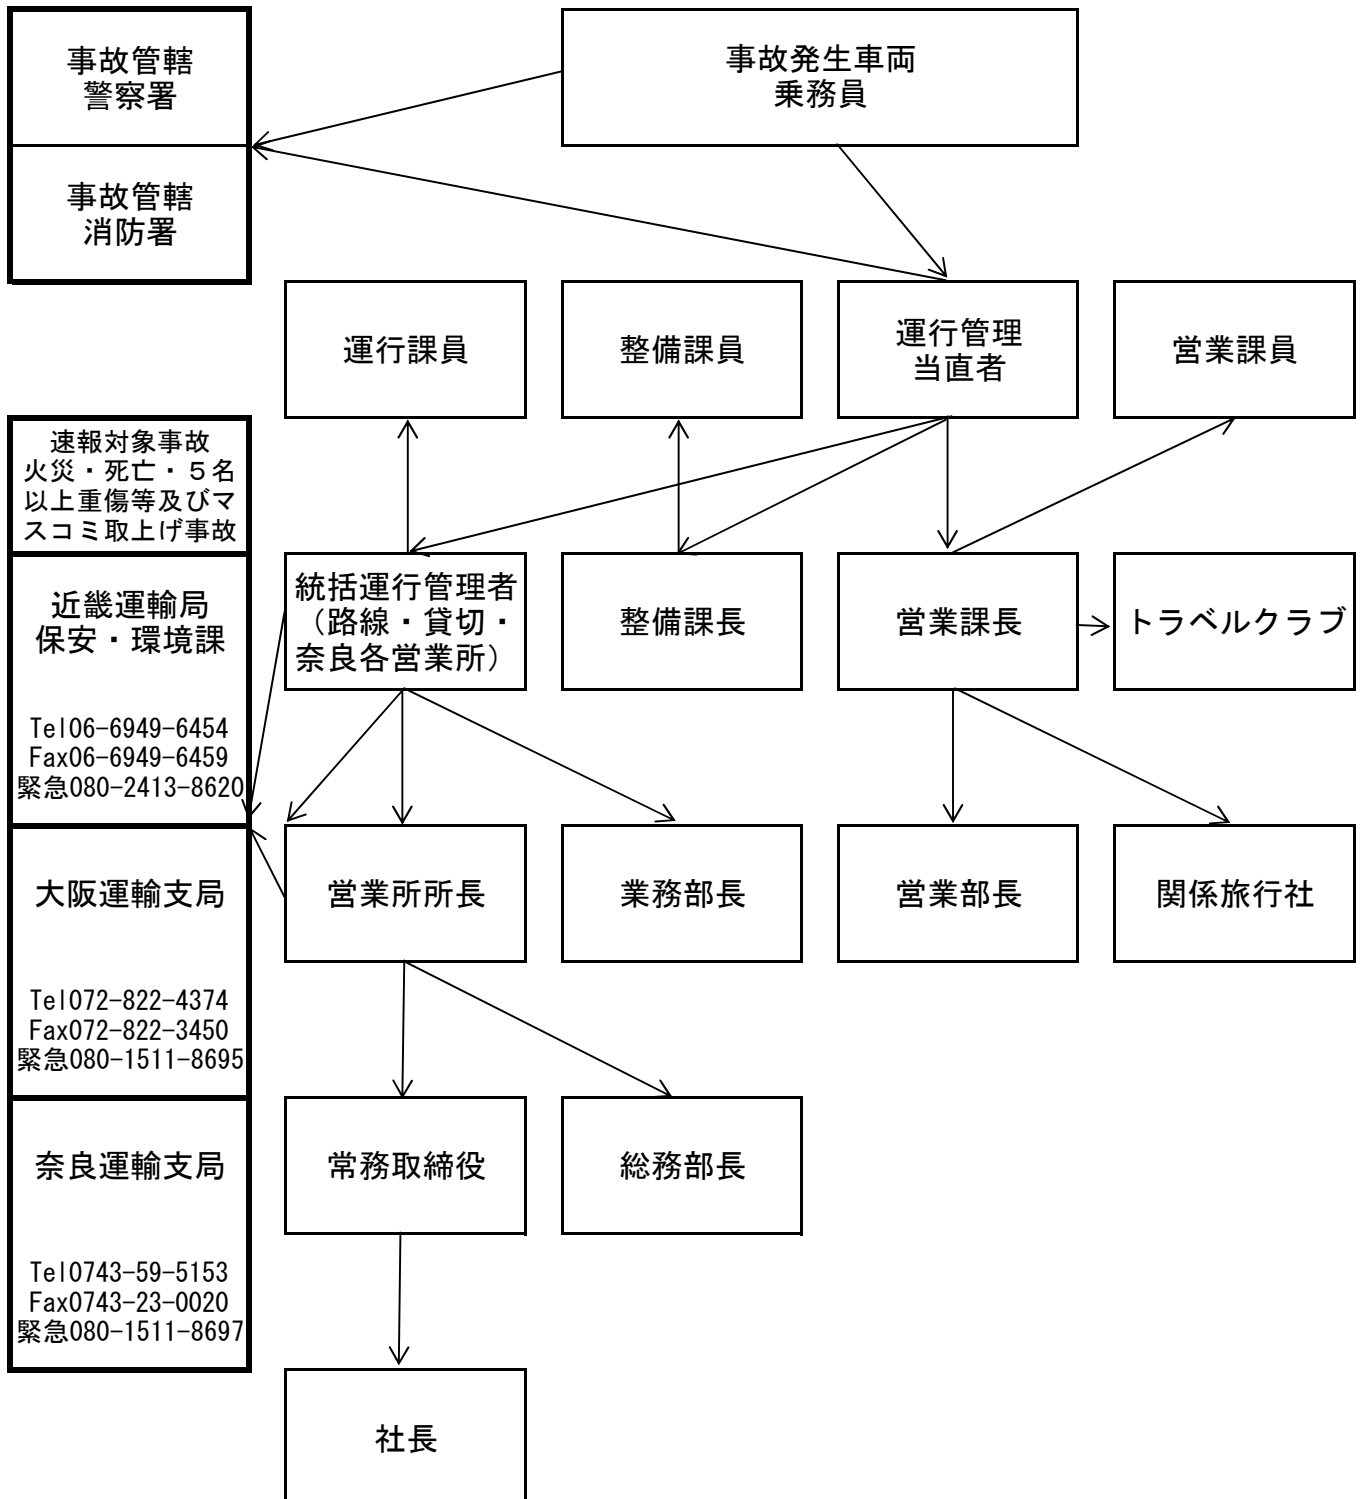 事故管轄
警察署
事故発生車両
乗務員
事故管轄
消防署
運行課員
整備課員
運行管理
当直者
営業課員
速報対象事故
火災・死亡・５名
以上重傷等及びマ
スコミ取上げ事故
近畿運輸局
保安・環境課
Tel06-6949-6454
Fax06-6949-6459
緊急080-2413-8620
統括運行管理者
（路線・貸切・
奈良各営業所）
整備課長
営業課長
トラベルクラブ
大阪運輸支局
Tel072-822-4374
Fax072-822-3450
緊急080-1511-8695
営業所所長
業務部長
営業部長
関係旅行社
奈良運輸支局
Tel0743-59-5153
Fax0743-23-0020
緊急080-1511-8697
常務取締役
総務部長
社長